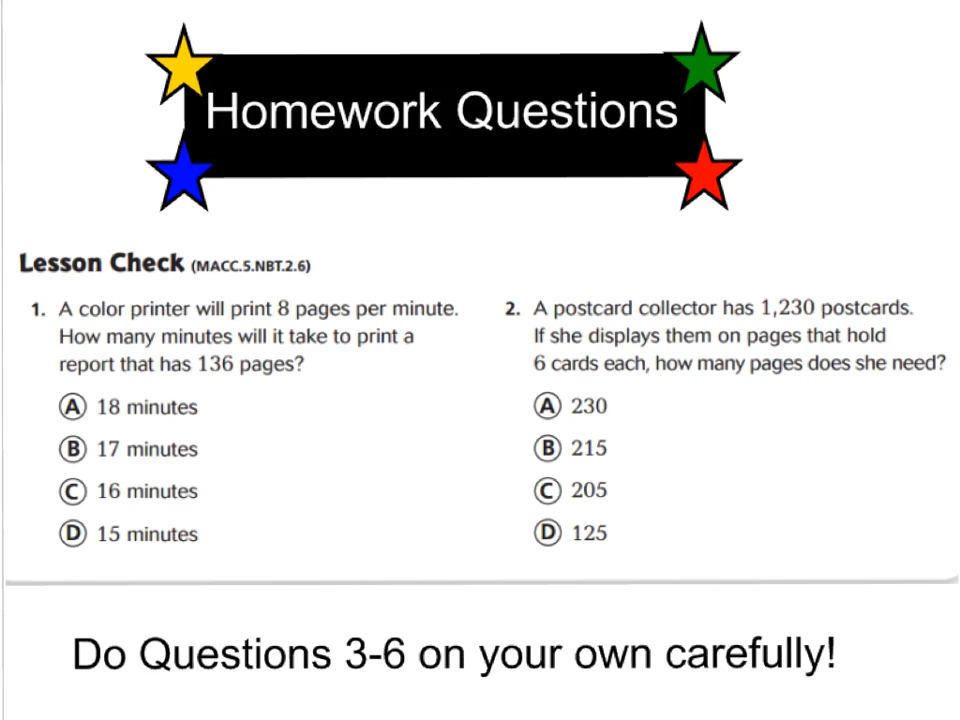 Homework Questions
Lesson Check (MACC.5.NBT.2.6)
1. A color printer will print 8 pages per minute.
How many minutes will it take to print a
report that has 136 pages?
A 18 minutes
B 17 minutes
C 16 minutes
D 15 minutes
2. A postcard collector has 1,230 postcards.
If she displays them on pages that hold
6 cards each, how many pages does she need?
A 230
B 215
C 205
D 125
Do Questions 3-6 on your own carefully!